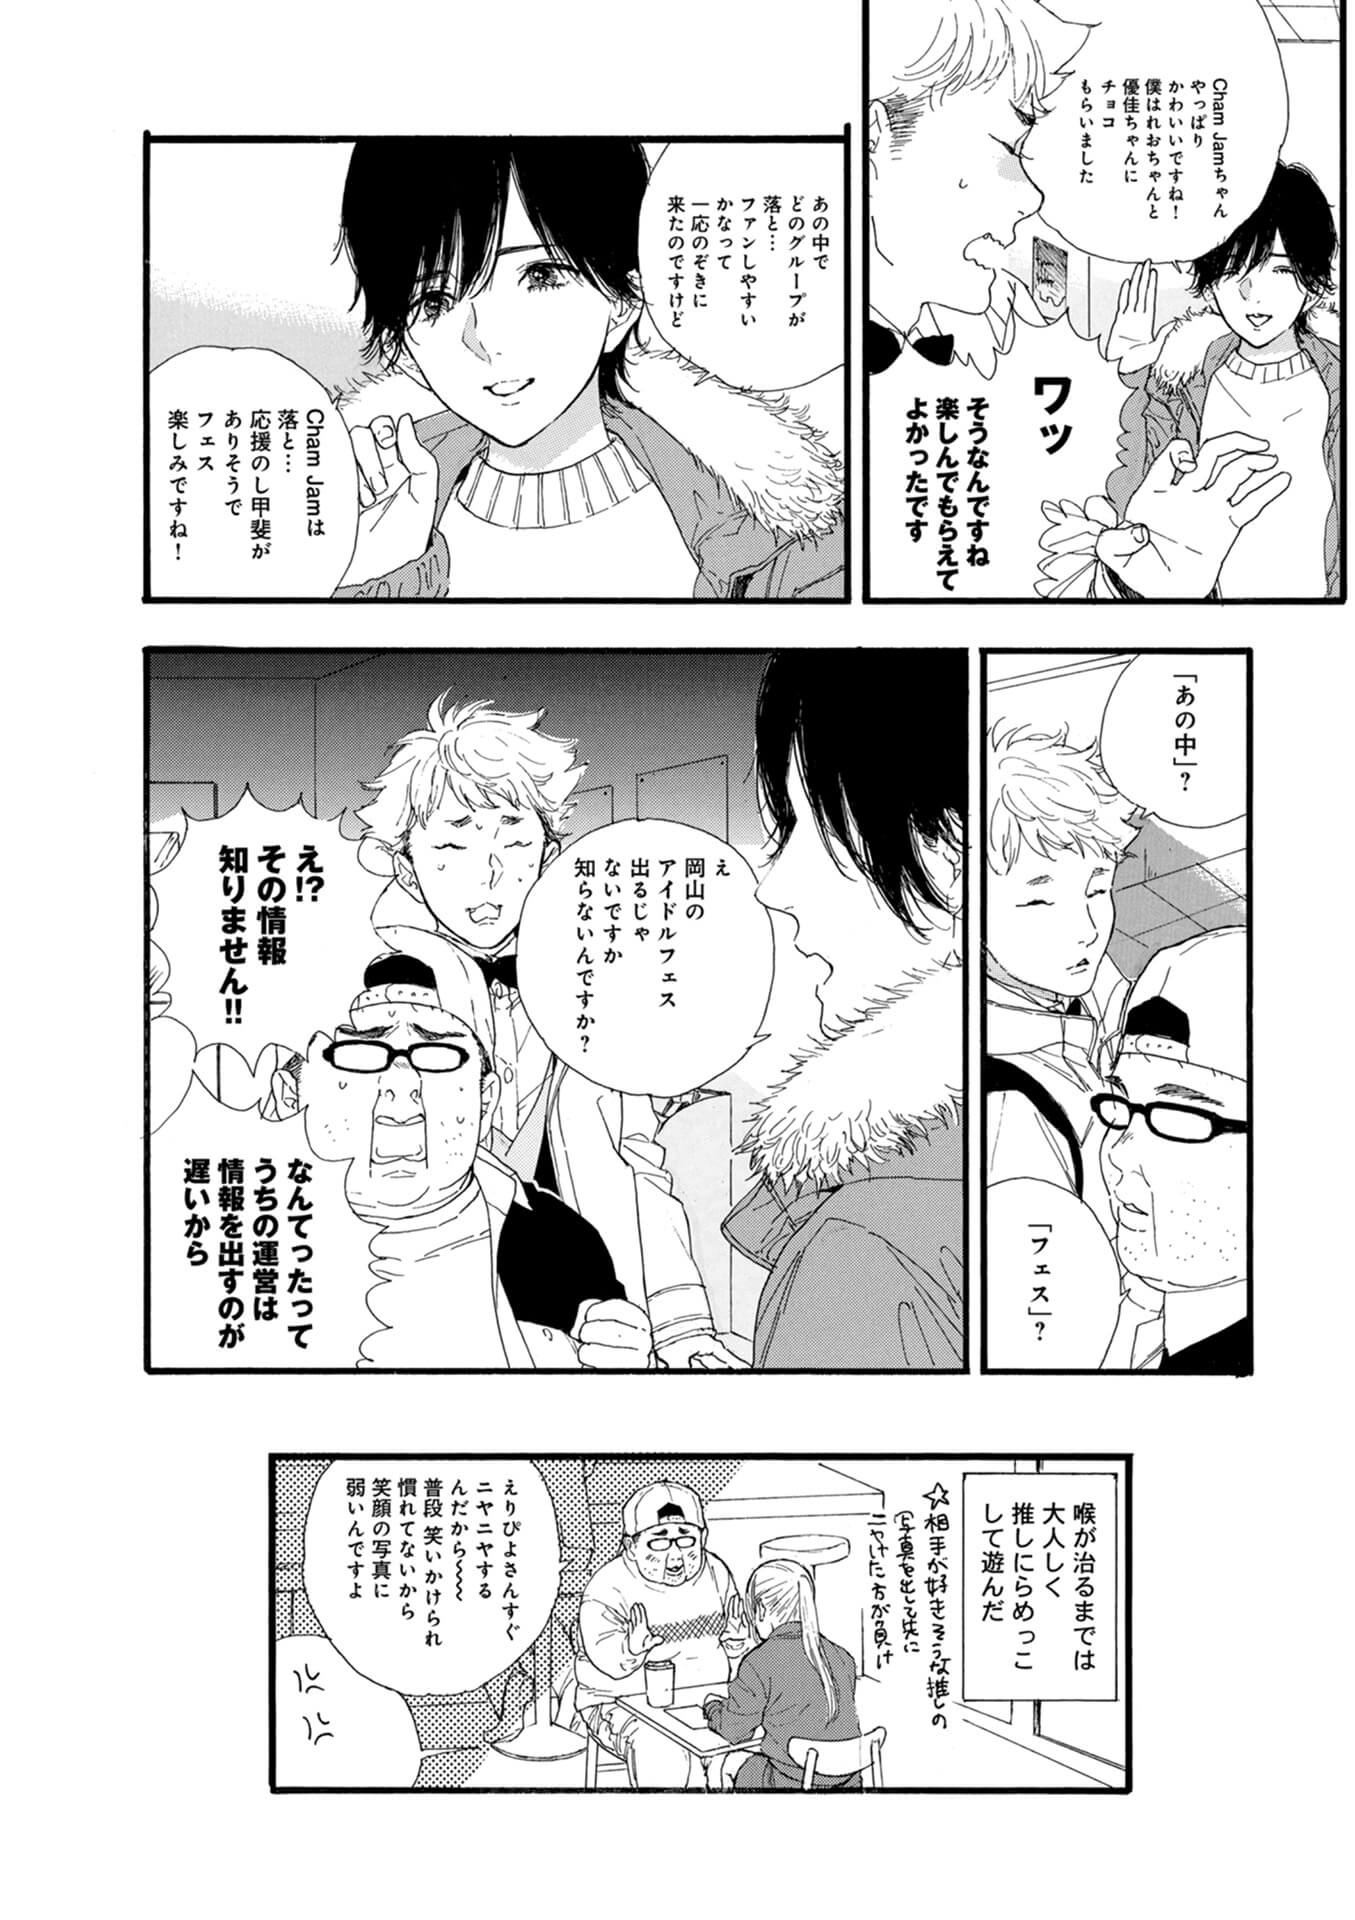 Cham Jamちゃん
やっぱり
かわいいですね!
僕はれおちゃんと
優佳ちゃんに
チョコ
もらいました
ワッ
そうなんですね
楽しんでもらえて
よかったです
あの中で
どのグループが
落と…
ファンしやすい
かなって
一応のぞきに
来たのですけど
Cham Jamは
落と…
応援のし甲斐が
ありそうで
フェス
楽しみですね!
「あの中」?
「フェス」?
え
岡山の
アイドルフェス
出るじゃ
ないですか
知らないんですか?
え!?
その情報
知りません!!
なんてったって
うちの運営は
情報を出すのが
遅いから
喉が治るまでは
大人しく
推しにらめっこ
して遊んだ
☆相手が好きそうな推しの
写真を出して先に
ニヤけた方が負け
えりぴよさんすぐ
ニヤニヤする
んだから〜〜
普段 笑いかけられ
慣れてないから
笑顔の写真に
弱いんですよ